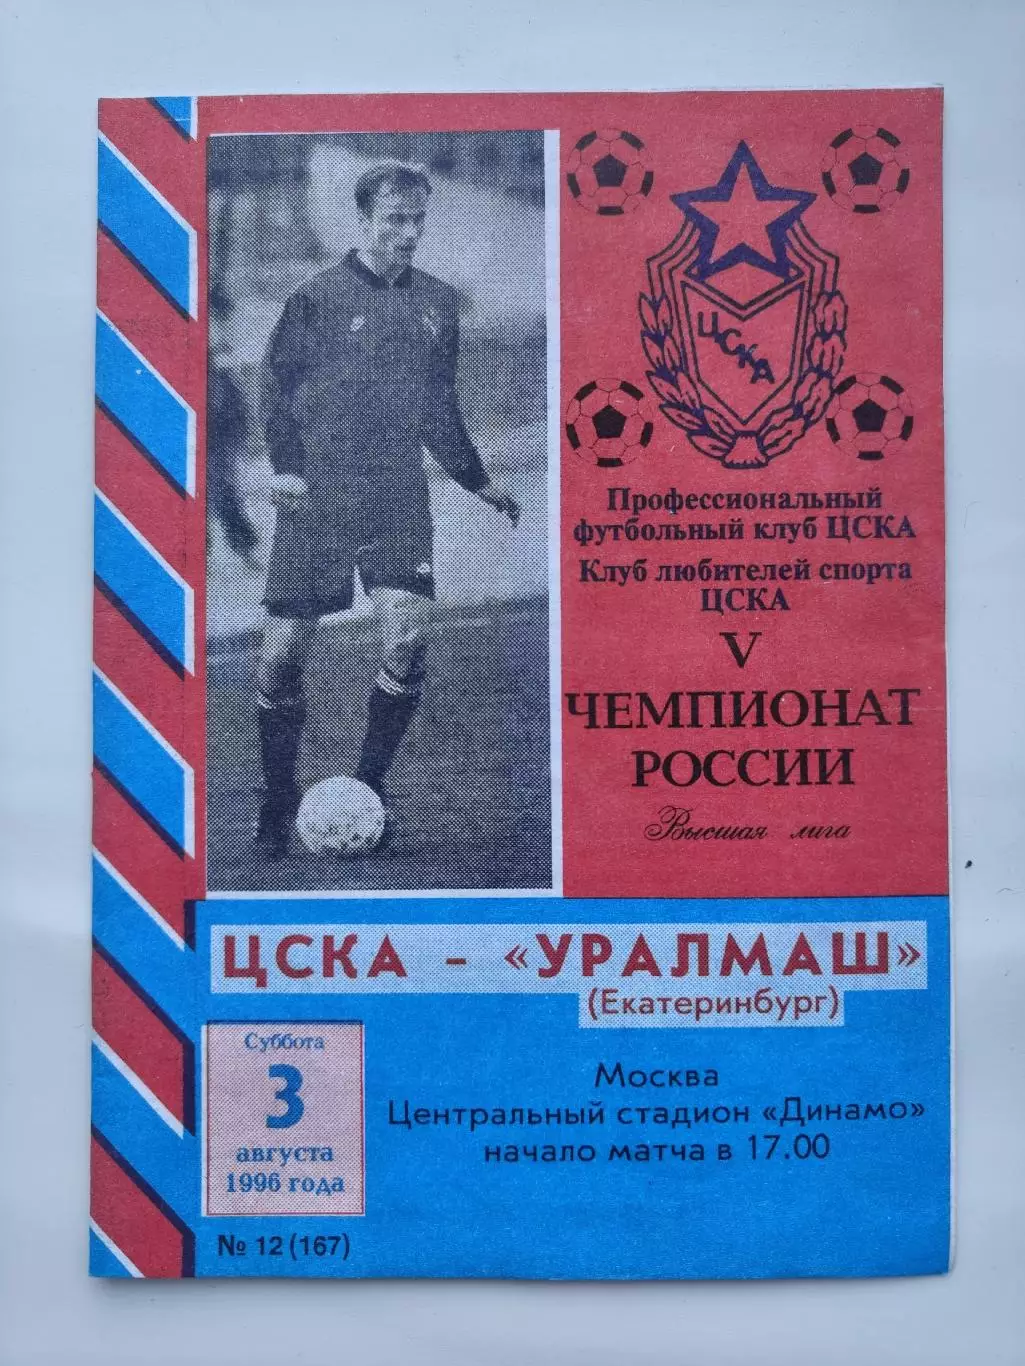 ЦСКА
Профессиональный
футбольный клуб ЦСКА
Клуб любителей спорта
ЦСКА
V
ЧЕМПИОНАТ
РОССИИ
Высшая лига
ЦСКА - «УРАЛМАШ»
(Екатеринбург)
Суббота
3
августа
1996 года
Москва
Центральный стадион «Динамо»
начало матча в 17.00
№ 12 (167)